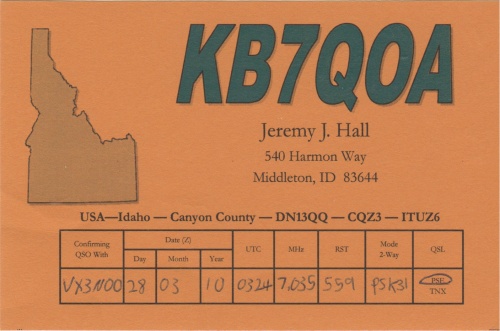 KB7QOA
Jeremy J. Hall
540 Harmon Way
Middleton, ID 83644
USA—Idaho — Canyon County — DN13QQ — CQZ3 — ITUZ6
Confirming QSO With
Date (Z)
Day Month Year
UTC
MHz
RST
Mode 2-Way
QSL
VX3NOO 28 03 10 0324 7.035 559 PSK31 PSE
TNX